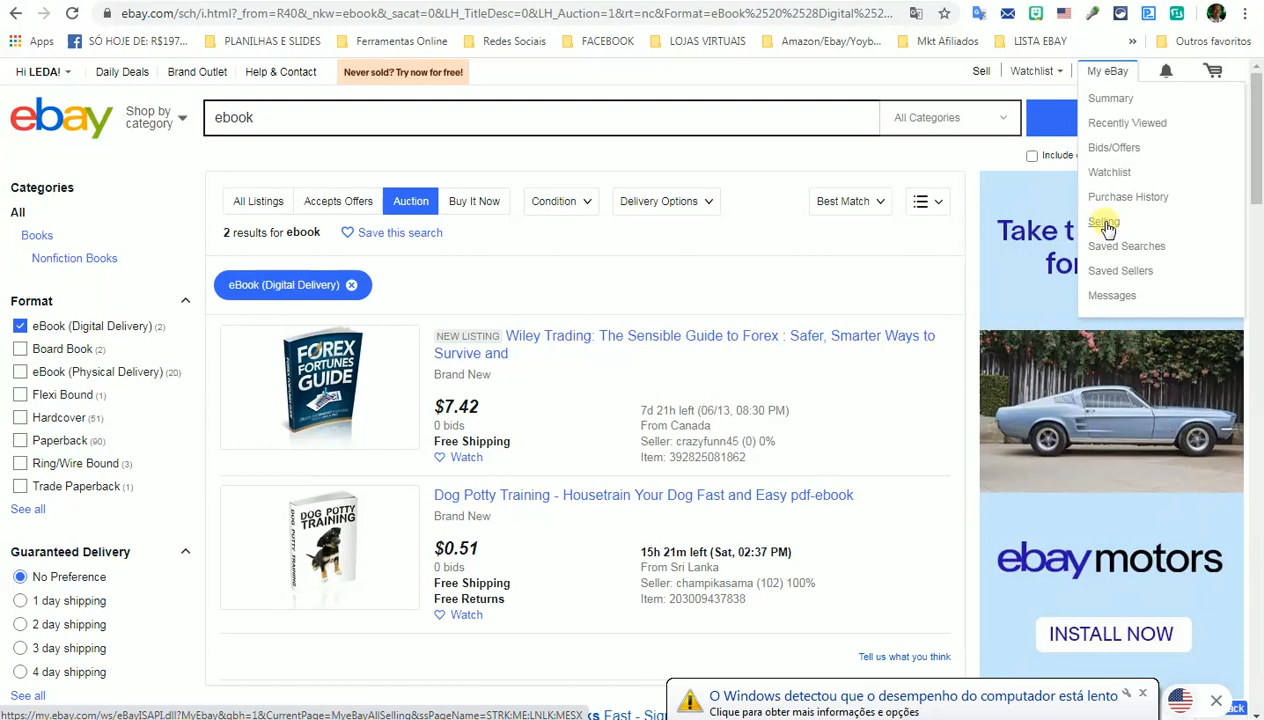 ebay.com/sch/i.html?_from=R40&_nkw=ebook&_sacat=0&LH_TitleDesc=0&LH_Auction=1&rt=nc&Format=eBook%2520%2528Digital%252...
Apps SÓ HOJE DE: R$197... PLANILHAS E SLIDES Ferramentas Online Redes Sociais FACEBOOK LOJAS VIRTUAIS Amazon/Ebay/Yoyb... Mkt Afiliados LISTA EBAY » Outros favoritos
Hi LEDA! Daily Deals Brand Outlet Help & Contact Never sold? Try now for free! Sell Watchlist My eBay
ebay Shop by category ebook All Categories
Include
Summary
Recently Viewed
Bids/Offers
Watchlist
Purchase History
Selling
Saved Searches
Saved Sellers
Messages
Categories
All
Books
Nonfiction Books
Format
eBook (Digital Delivery) (2)
Board Book (2)
eBook (Physical Delivery) (20)
Flexi Bound (1)
Hardcover (51)
Paperback (90)
Ring/Wire Bound (3)
Trade Paperback (1)
See all
Guaranteed Delivery
No Preference
1 day shipping
2 day shipping
3 day shipping
4 day shipping
See all
All Listings Accepts Offers Auction Buy It Now Condition Delivery Options Best Match
2 results for ebook Save this search
eBook (Digital Delivery)
FOREX
FORTUNES
GUIDE
NEW LISTING Wiley Trading: The Sensible Guide to Forex : Safer, Smarter Ways to
Survive and
Brand New
$7.42
0 bids
Free Shipping
Watch
7d 21h left (06/13, 08:30 PM)
From Canada
Seller: crazyfunn45 (0) 0%
Item: 392825081862
DOG POTTY
TRAINING
DOG POTTY TRAINING
Dog Potty Training - Housetrain Your Dog Fast and Easy pdf-ebook
Brand New
$0.51
0 bids
Free Shipping
Free Returns
Watch
15h 21m left (Sat, 02:37 PM)
From Sri Lanka
Seller: champikasama (102) 100%
Item: 203009437838
Tell us what you think
Take t
fo
ebay motors
INSTALL NOW
O Windows detectou que o desempenho do computador está lento
Clique para obter mais informações e opções
https://my.ebay.com/ws/eBayISAPI.dll?MyEbay&gbh=1&CurrentPage=MyeBayAllSelling&ssPageName=STRK:ME:LNLK:MESX